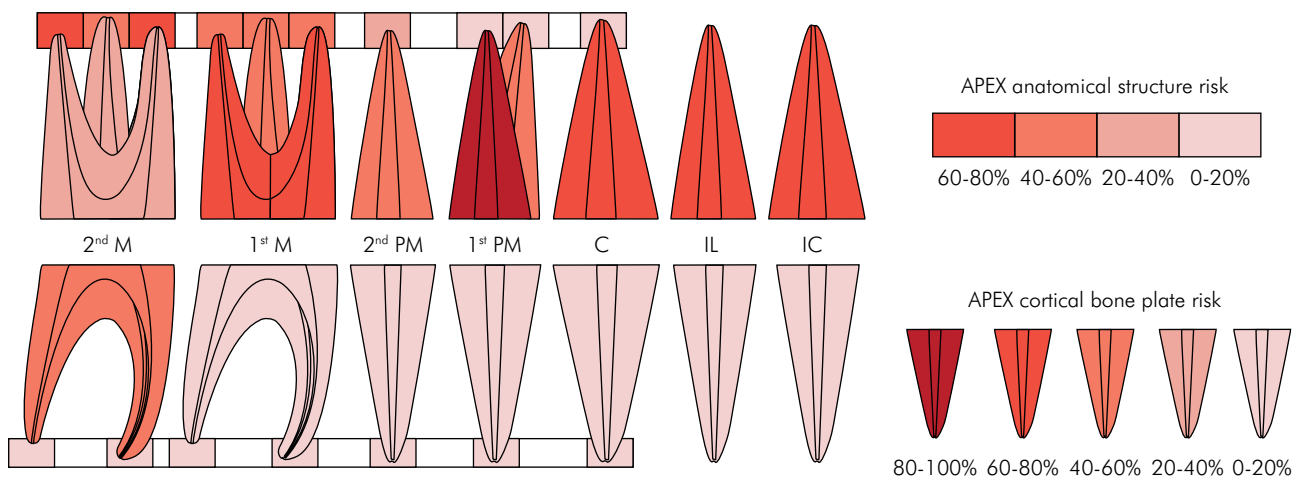 APEX anatomical structure risk
60-80% 40-60% 20-40% 0-20%
2nd M 1st M 2nd PM 1st PM C IL IC
APEX cortical bone plate risk
80-100% 60-80% 40-60% 20-40% 0-20%